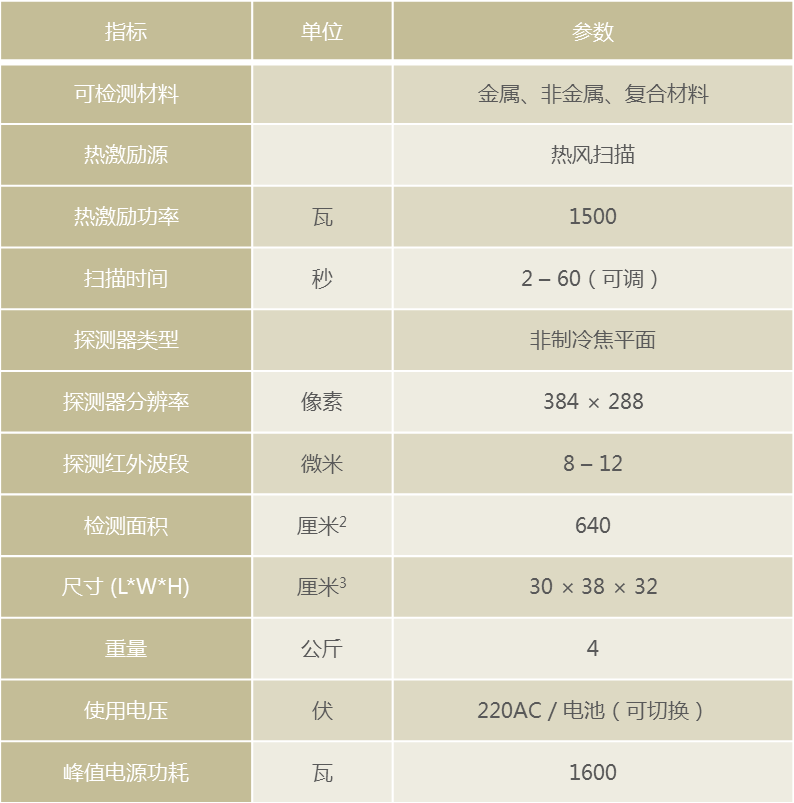 指标 单位 参数
可检测材料 金属、非金属、复合材料
热激励源 热风扫描
热激励功率 瓦 1500
扫描时间 秒 2 – 60（可调）
探测器类型 非制冷焦平面
探测器分辨率 像素 384 × 288
探测红外波段 微米 8 – 12
检测面积 厘米² 640
尺寸 (L*W*H) 厘米³ 30 × 38 × 32
重量 公斤 4
使用电压 伏 220AC / 电池（可切换）
峰值电源功耗 瓦 1600